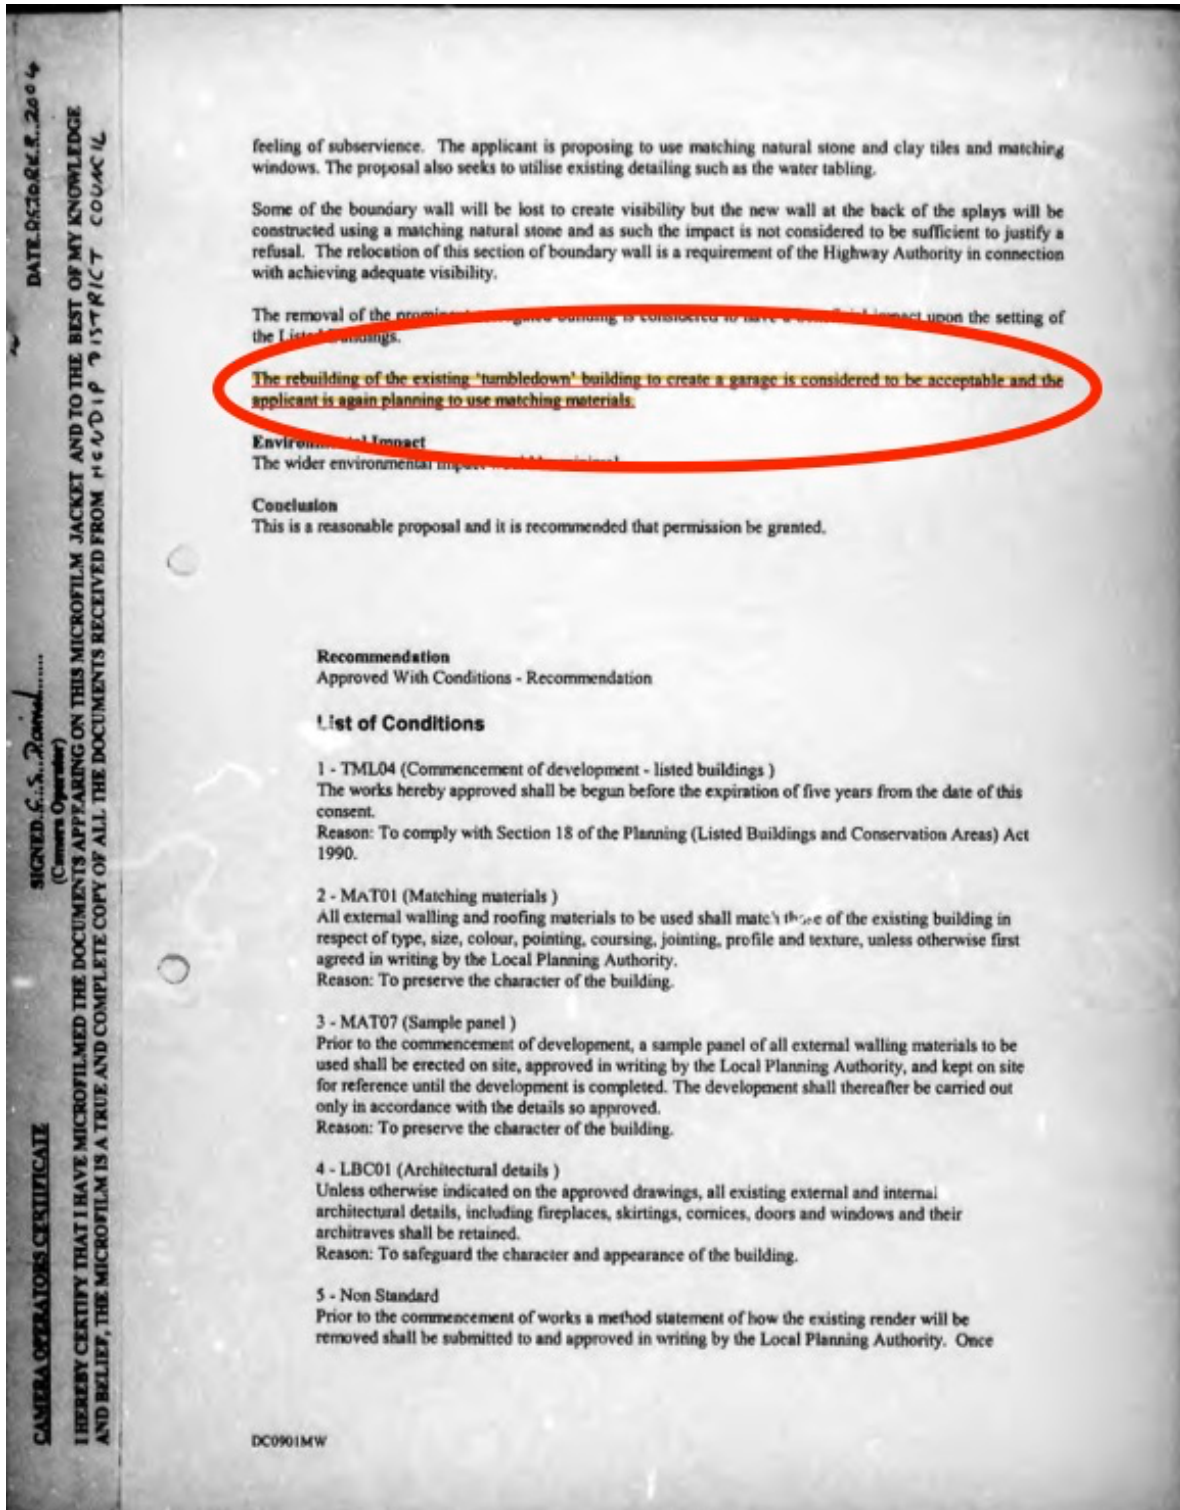 feeling of subservience. The applicant is proposing to use matching natural stone and clay tiles and matching
windows. The proposal also seeks to utilise existing detailing such as the water tabling.
Some of the boundary wall will be lost to create visibility but the new wall at the back of the splays will be
constructed using a matching natural stone and as such the impact is not considered to be sufficient to justify a
refusal. The relocation of this section of boundary wall is a requirement of the Highway Authority in connection
with achieving adequate visibility.
The removal of the building is considered to have a impact upon the setting of
the Listed Buildings.
The rebuilding of the existing 'tumbledown' building to create a garage is considered to be acceptable and the
applicant is again planning to use matching materials.
Environmental Impact
The wider environmental
Conclusion
This is a reasonable proposal and it is recommended that permission be granted.
Recommendation
Approved With Conditions - Recommendation
List of Conditions
1 - TML04 (Commencement of development - listed buildings )
The works hereby approved shall be begun before the expiration of five years from the date of this
consent.
Reason: To comply with Section 18 of the Planning (Listed Buildings and Conservation Areas) Act
1990.
2 - MAT01 (Matching materials )
All external walling and roofing materials to be used shall match those of the existing building in
respect of type, size, colour, pointing, coursing, jointing, profile and texture, unless otherwise first
agreed in writing by the Local Planning Authority.
Reason: To preserve the character of the building.
3 - MAT07 (Sample panel )
Prior to the commencement of development, a sample panel of all external walling materials to be
used shall be erected on site, approved in writing by the Local Planning Authority, and kept on site
for reference until the development is completed. The development shall thereafter be carried out
only in accordance with the details so approved.
Reason: To preserve the character of the building.
4 - LBC01 (Architectural details )
Unless otherwise indicated on the approved drawings, all existing external and internal
architectural details, including fireplaces, skirtings, cornices, doors and windows and their
architraves shall be retained.
Reason: To safeguard the character and appearance of the building.
5 - Non Standard
Prior to the commencement of works a method statement of how the existing render will be
removed shall be submitted to and approved in writing by the Local Planning Authority. Once
DC0901MW
CAMERA OPERATORS CERTIFICATE
SIGNED
(Camera Operator)
DATE OCTOBER 2004
I HEREBY CERTIFY THAT I HAVE MICROFILMED THE DOCUMENTS APPEARING ON THIS MICROFILM JACKET AND TO THE BEST OF MY KNOWLEDGE
AND BELIEF, THE MICROFILM IS A TRUE AND COMPLETE COPY OF ALL THE DOCUMENTS RECEIVED FROM MENDIP DISTRICT COUNCIL